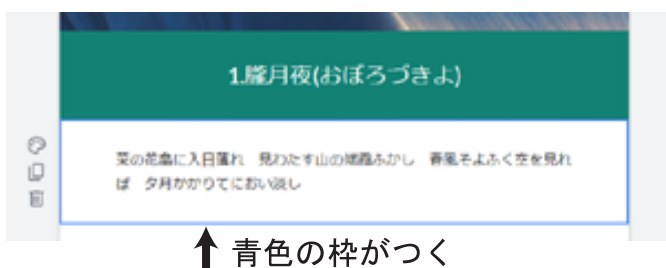 1.朧月夜(おぼろづきよ)
菜の花畠に入日薄れ　見わたす山の端霞ふかし　春風そよふく空を見れ
ば　夕月かかりてにおい淡し
青色の枠がつく